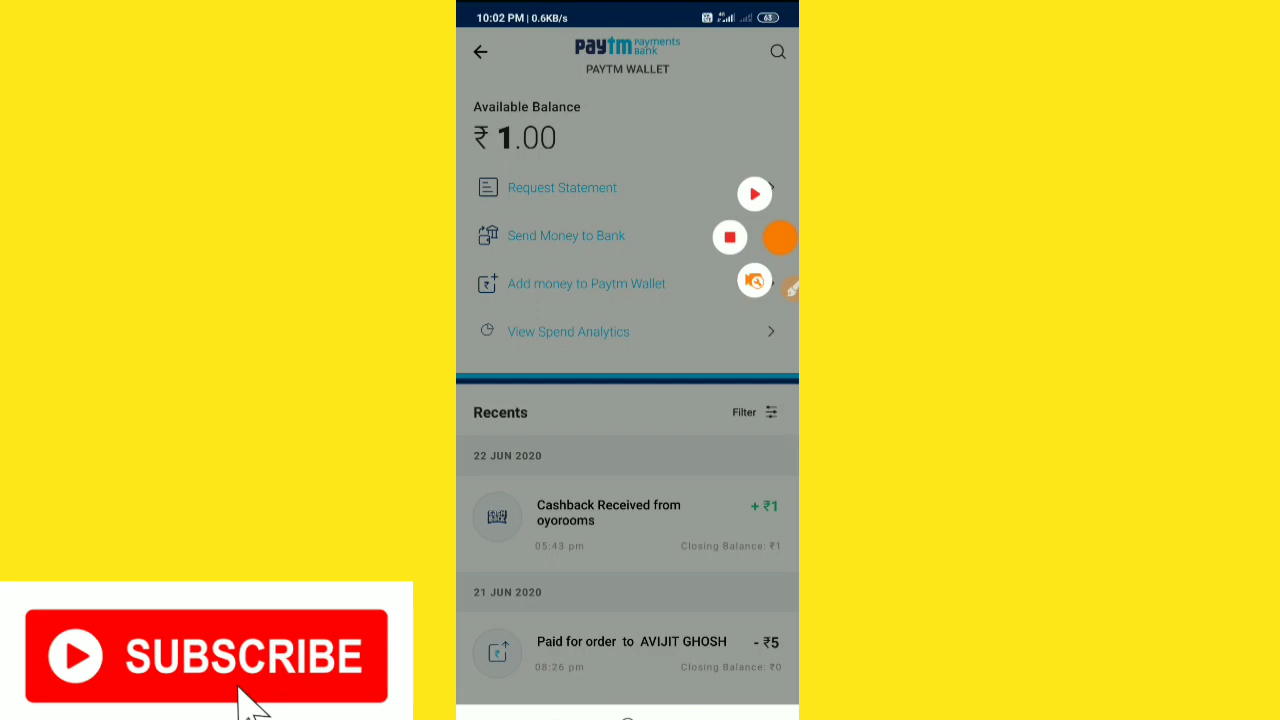 10:02 PM | 0.6KB/s
63
paytm Payments Bank
PAYTM WALLET
Available Balance
₹ 1.00
Request Statement
Send Money to Bank
Add money to Paytm Wallet
View Spend Analytics
Recents
Filter
22 JUN 2020
Cashback Received from
oyorooms
+ ₹1
05:43 pm
Closing Balance: ₹1
21 JUN 2020
Paid for order to AVIJIT GHOSH
- ₹5
08:26 pm
Closing Balance: ₹0
SUBSCRIBE